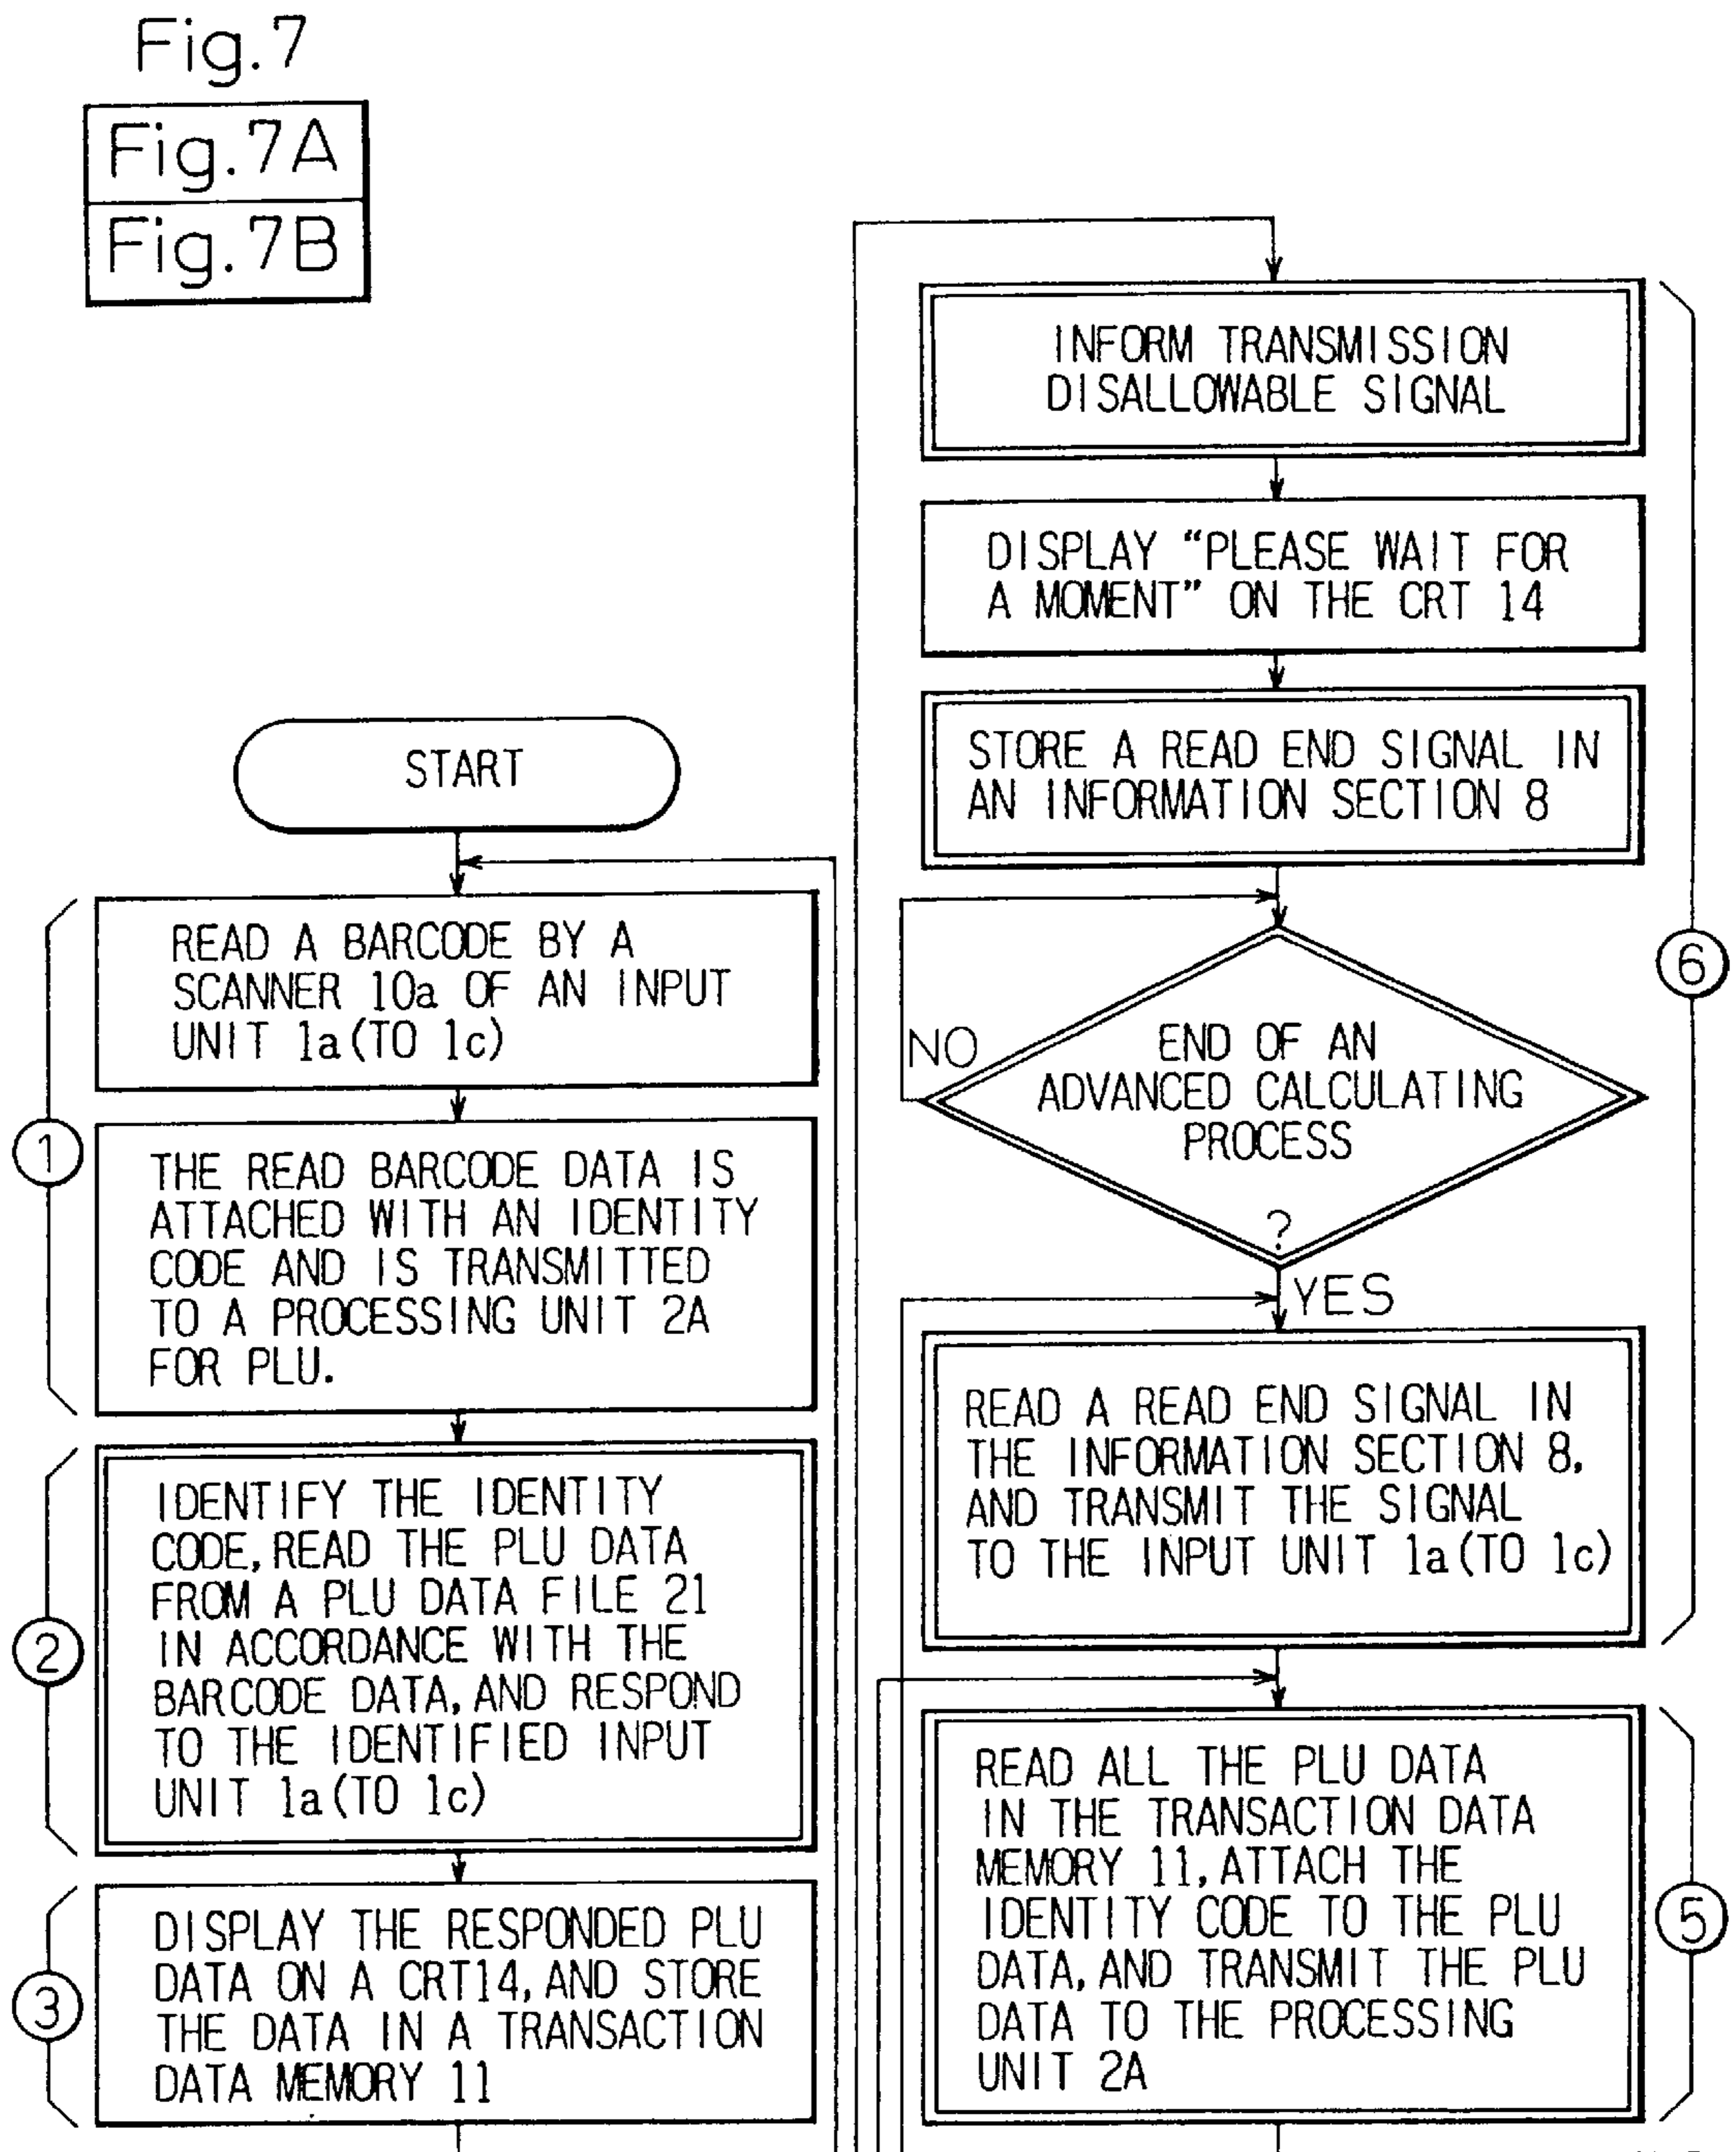 Fig.7
Fig.7A
Fig.7B
START
READ A BARCODE BY A
SCANNER 10a OF AN INPUT
UNIT 1a(TO 1c)
1
THE READ BARCODE DATA IS
ATTACHED WITH AN IDENTITY
CODE AND IS TRANSMITTED
TO A PROCESSING UNIT 2A
FOR PLU.
2
IDENTIFY THE IDENTITY
CODE, READ THE PLU DATA
FROM A PLU DATA FILE 21
IN ACCORDANCE WITH THE
BARCODE DATA, AND RESPOND
TO THE IDENTIFIED INPUT
UNIT 1a(TO 1c)
3
DISPLAY THE RESPONDED PLU
DATA ON A CRT14, AND STORE
THE DATA IN A TRANSACTION
DATA MEMORY 11
INFORM TRANSMISSION
DISALLOWABLE SIGNAL
DISPLAY “PLEASE WAIT FOR
A MOMENT” ON THE CRT 14
STORE A READ END SIGNAL IN
AN INFORMATION SECTION 8
6
NO
END OF AN
ADVANCED CALCULATING
PROCESS
?
YES
READ A READ END SIGNAL IN
THE INFORMATION SECTION 8,
AND TRANSMIT THE SIGNAL
TO THE INPUT UNIT 1a(TO 1c)
5
READ ALL THE PLU DATA
IN THE TRANSACTION DATA
MEMORY 11, ATTACH THE
IDENTITY CODE TO THE PLU
DATA, AND TRANSMIT THE PLU
DATA TO THE PROCESSING
UNIT 2A